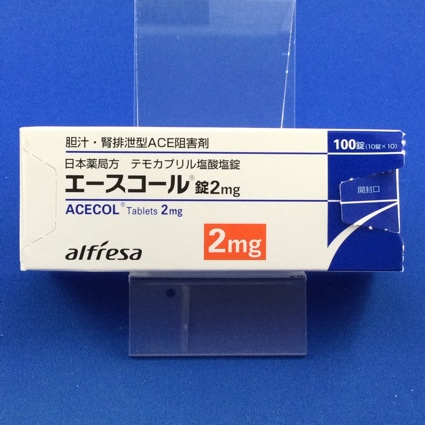 胆汁・腎排泄型ACE阻害剤
100錠(10錠×10)
日本薬局方 テモカプリル塩酸塩錠
エースコール®錠2mg
開封口
ACECOL® Tablets 2mg
2mg
alfresa